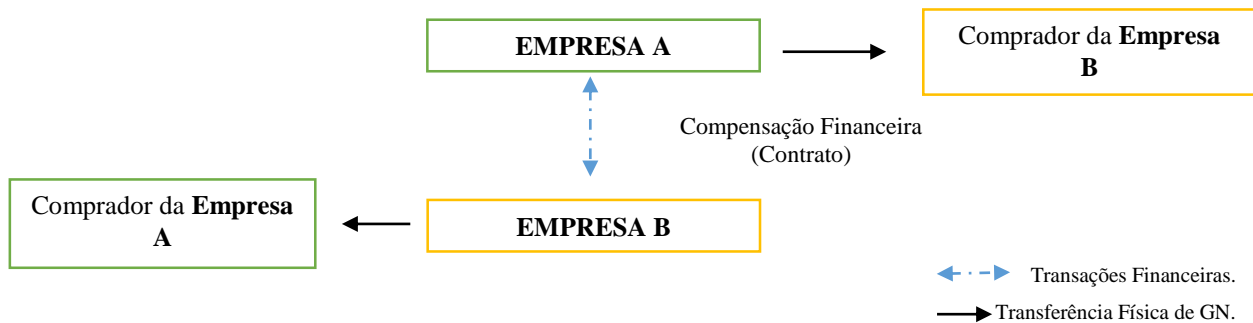 EMPRESA A
Comprador da Empresa
B
Compensação Financeira
(Contrato)
Comprador da Empresa
A
EMPRESA B
Transações Financeiras.
Transferência Física de GN.